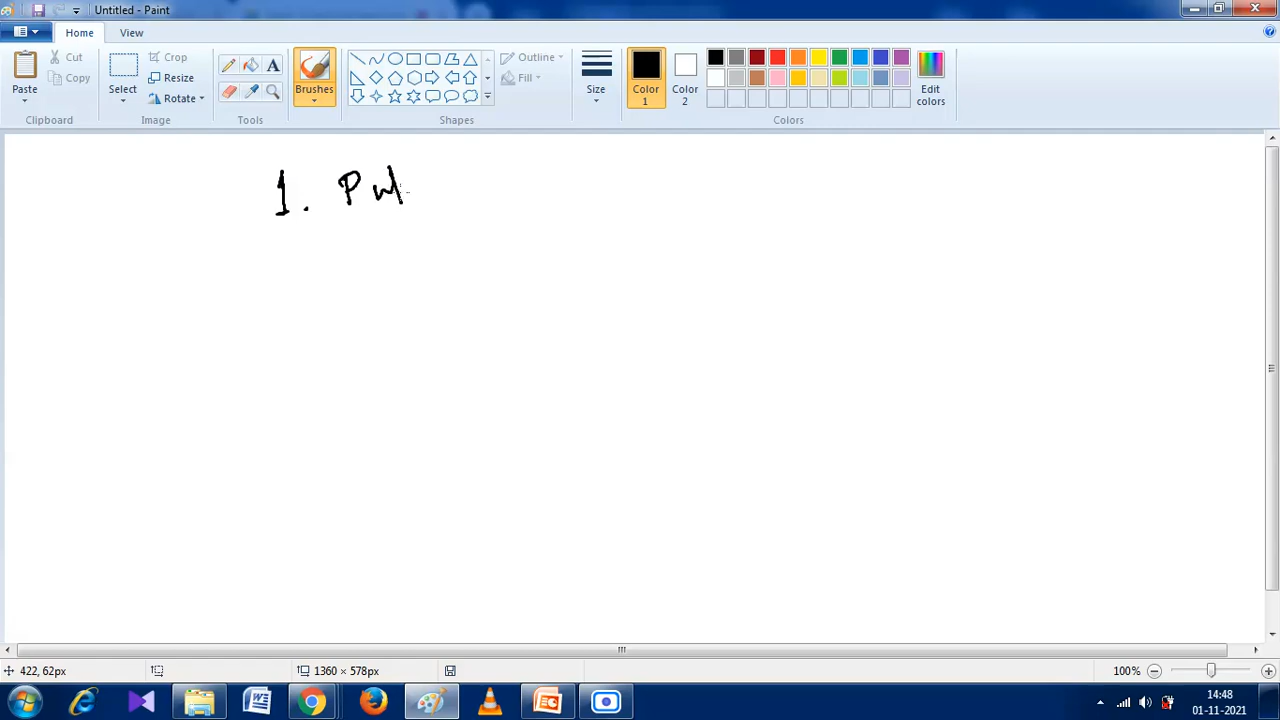 Untitled - Paint
Home
View
Paste
Cut
Copy
Clipboard
Select
Crop
Resize
Rotate
Image
Tools
Brushes
Shapes
Outline
Fill
Size
Color 1
Color 2
Edit colors
Colors
1. Pul
422, 62px
1360 × 578px
100%
14:48
01-11-2021